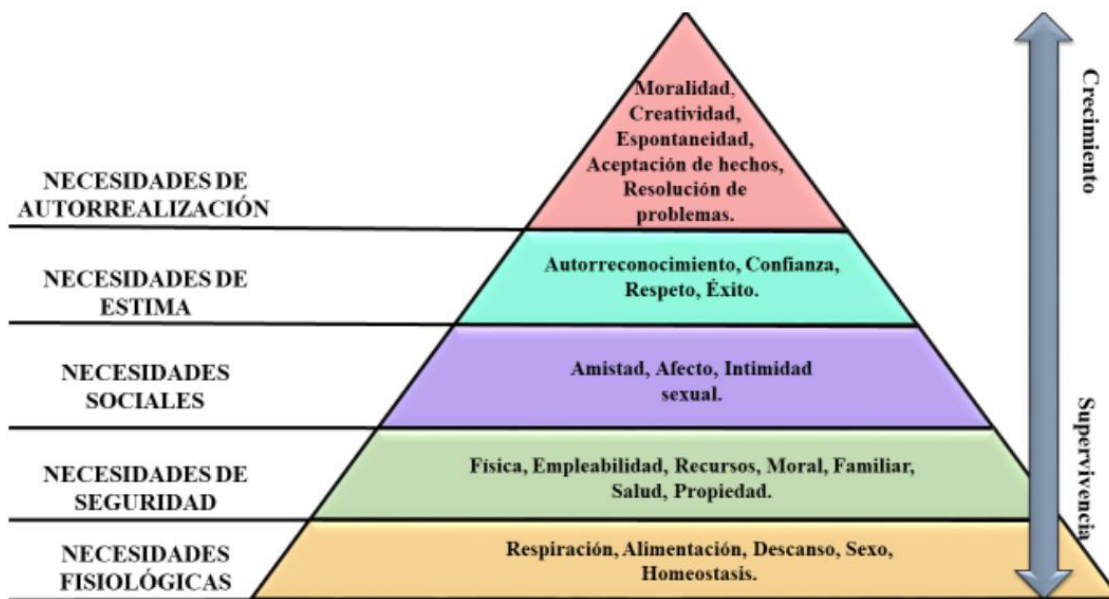 Moralidad,
Creatividad,
Espontaneidad,
Aceptación de hechos,
Resolución de
problemas.
NECESIDADES DE
AUTORREALIZACIÓN
Autorreconocimiento, Confianza,
Respeto, Éxito.
NECESIDADES DE
ESTIMA
Amistad, Afecto, Intimidad
sexual.
NECESIDADES
SOCIALES
Física, Empleabilidad, Recursos, Moral, Familiar,
Salud, Propiedad.
NECESIDADES DE
SEGURIDAD
Respiración, Alimentación, Descanso, Sexo,
Homeostasis.
NECESIDADES
FISIOLÓGICAS
Crecimiento
Supervivencia